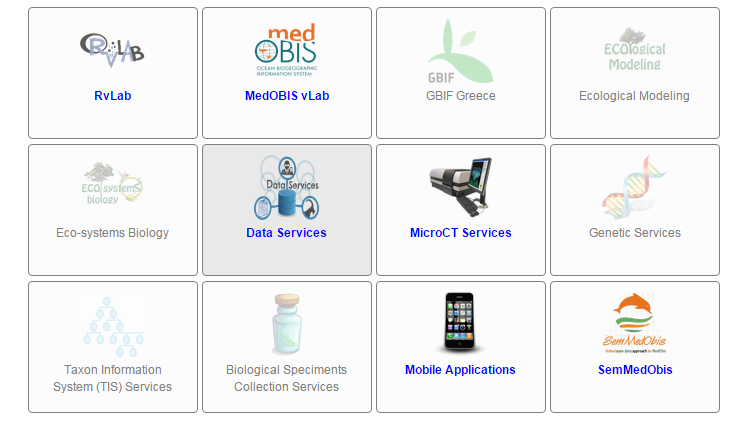 RvLAB
RvLab
med
OBIS
OCEAN BIOGEOGRAPHIC
INFORMATION SYSTEM
MedOBIS vLab
GBIF
GBIF Greece
ECOlogical
Modeling
Ecological Modeling
ECO systems
biology
Eco-systems Biology
Data Services
Data Services
MicroCT Services
Genetic Services
Taxon Information
System (TIS) Services
Biological Speciments
Collection Services
Mobile Applications
SemMedObis
SemMedObis